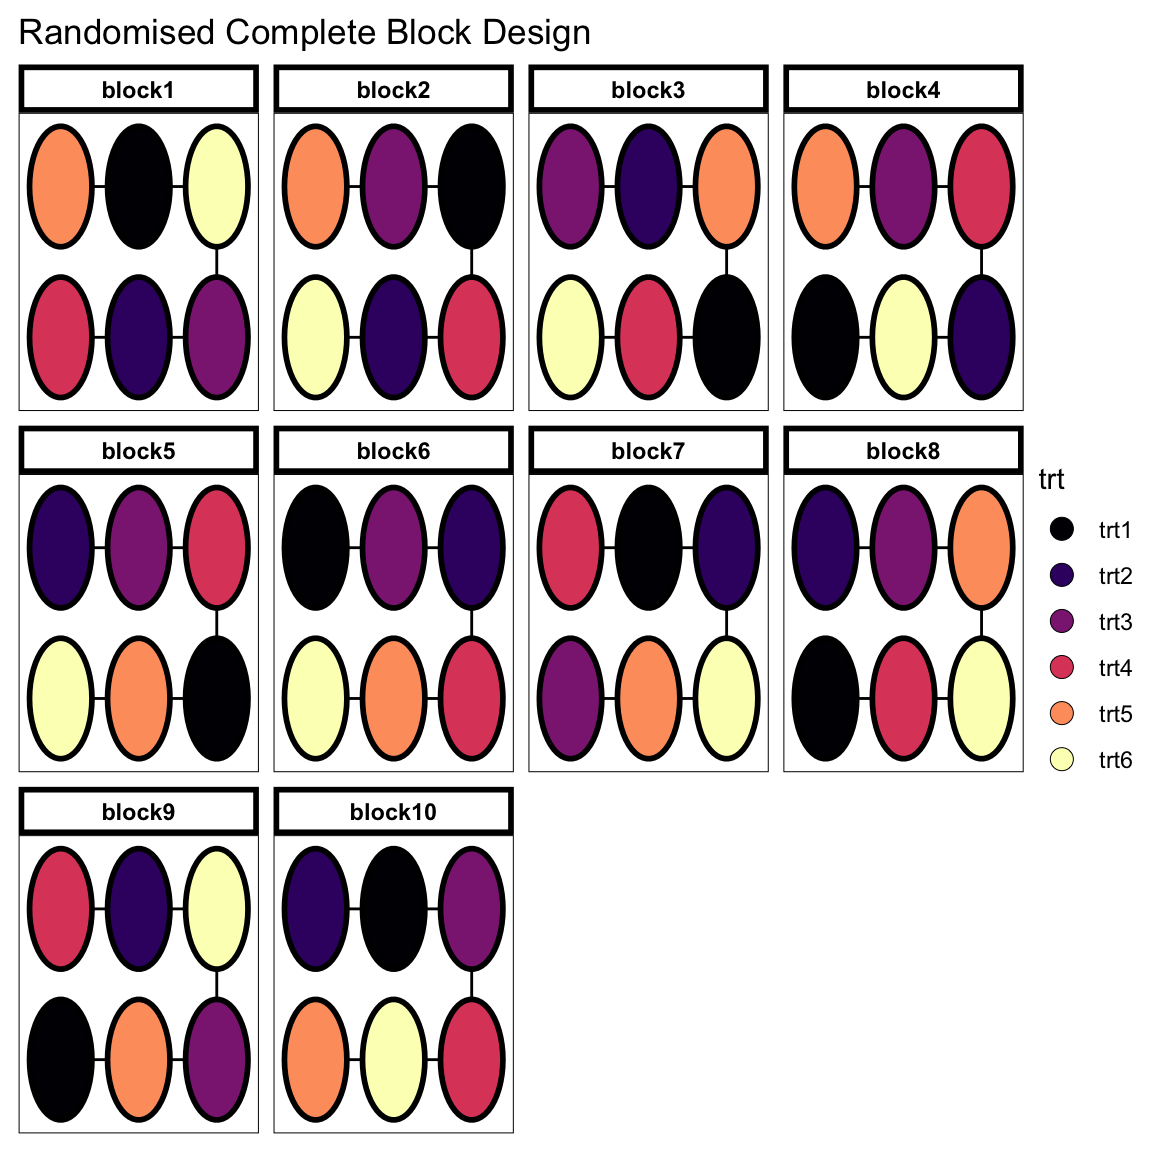 Randomised Complete Block Design
block1
block2
block3
block4
block5
block6
block7
block8
trt
trt1
trt2
trt3
trt4
trt5
trt6
block9
block10